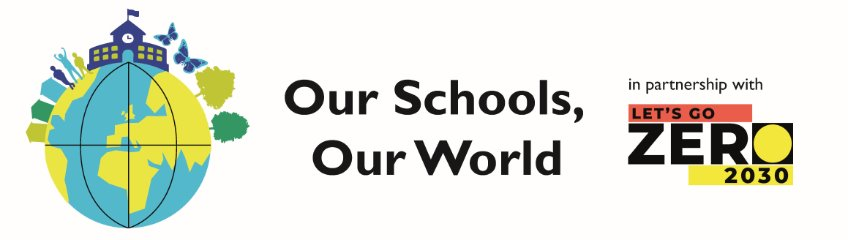 Our Schools,
Our World
in partnership with
LET'S GO
ZERO
2030